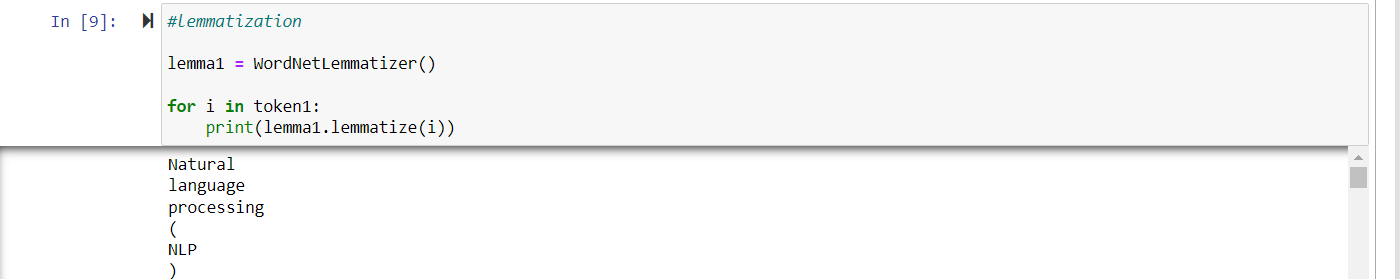 In [9]:
#lemmatization
lemma1 = WordNetLemmatizer()
for i in token1:
    print(lemma1.lemmatize(i))
Natural
language
processing
(
NLP
)